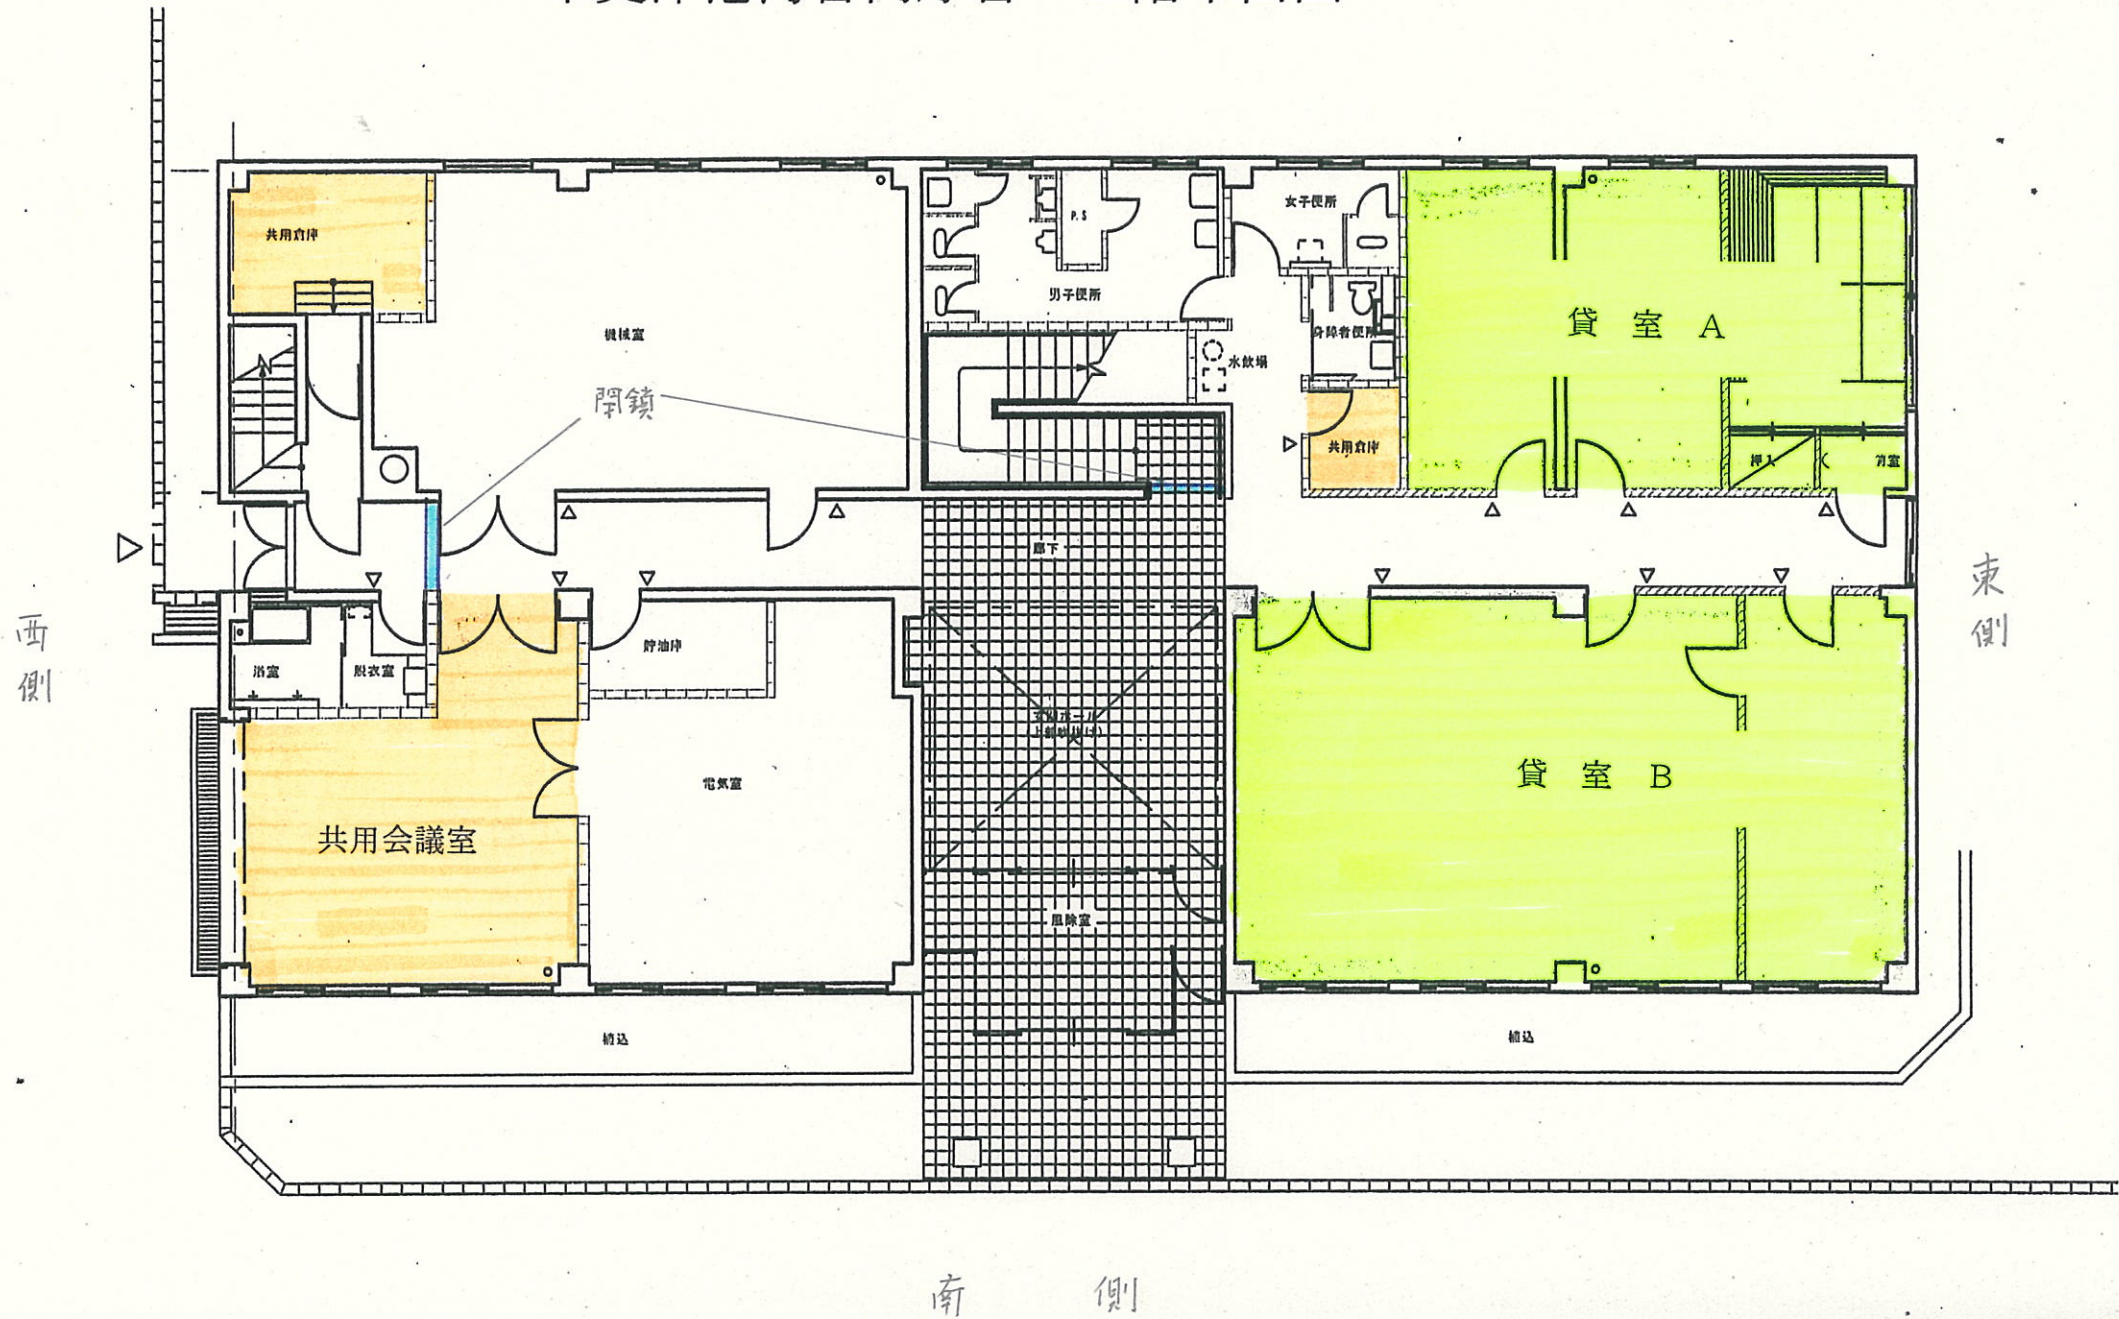 女子便所
共用倉庫
P.S
男子便所
貸室A
機械室
身障者便所
水飲場
閉鎖
共用倉庫
押入
廊下
東側
西側
浴室
脱衣室
貯油庫
電気室
貸室B
共用会議室
風除室
植込
植込
南側